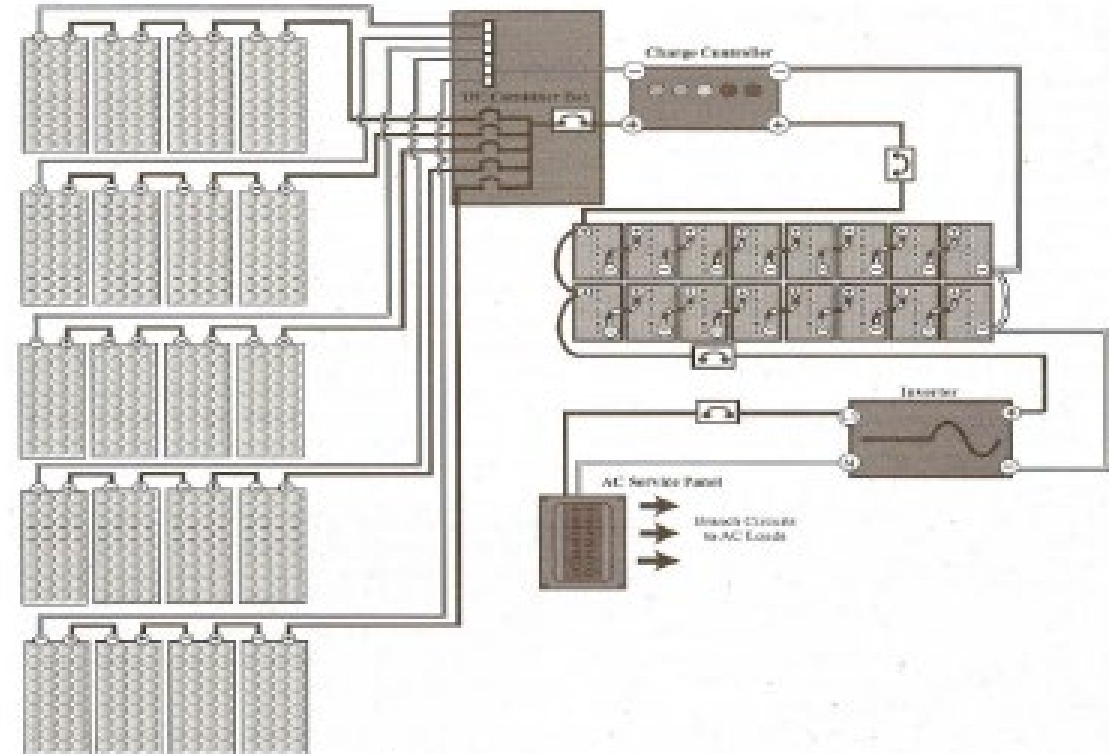 Charge Controller
DC Combiner Box
Inverter
AC Service Panel
Branch Circuits
to AC Loads